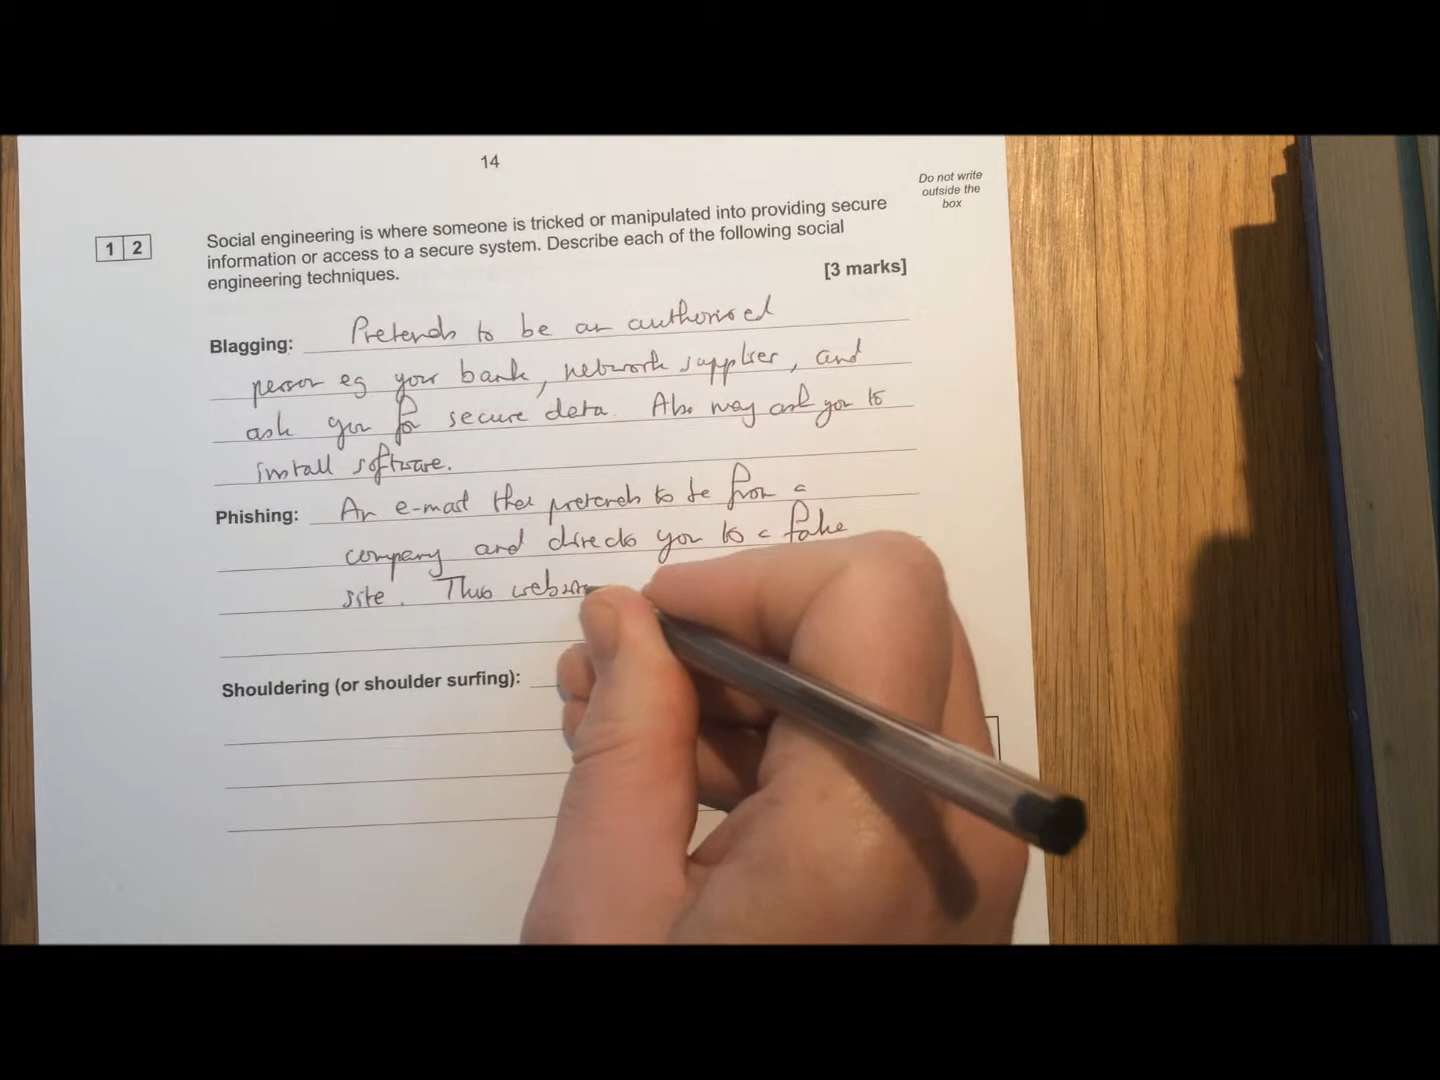 14
Do not write
outside the
box
1 2
Social engineering is where someone is tricked or manipulated into providing secure
information or access to a secure system. Describe each of the following social
engineering techniques.
[3 marks]
Blagging: Pretends to be an authorised
person eg your bank, network supplier, and
ask you for secure data. Also may ask you to
install software.
Phishing: An e-mail that pretends to be from a
company and directs you to a fake
site. This
Shouldering (or shoulder surfing):